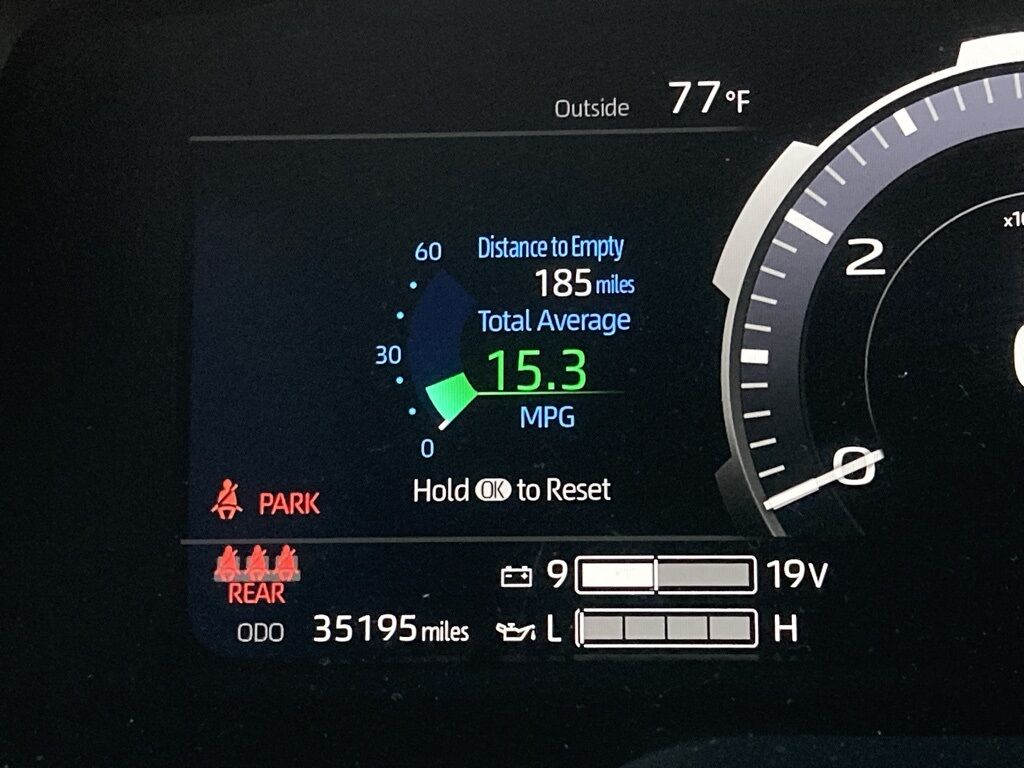 Outside 77°F
60 Distance to Empty
185 miles
Total Average
30 15.3
MPG
0
Hold OK to Reset
PARK
REAR
ODO 35195 miles
9 19V
L H
2
0